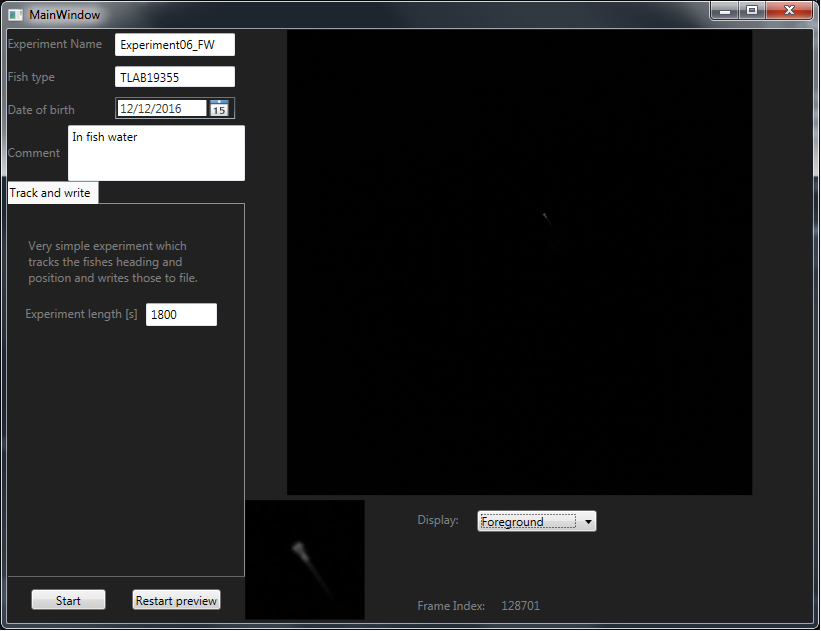 MainWindow
Experiment Name Experiment06_FW
Fish type TLAB19355
Date of birth 12/12/2016 15
Comment In fish water
Track and write
Very simple experiment which
tracks the fishes heading and
position and writes those to file.
Experiment length [s] 1800
Display: Foreground
Start Restart preview
Frame Index: 128701